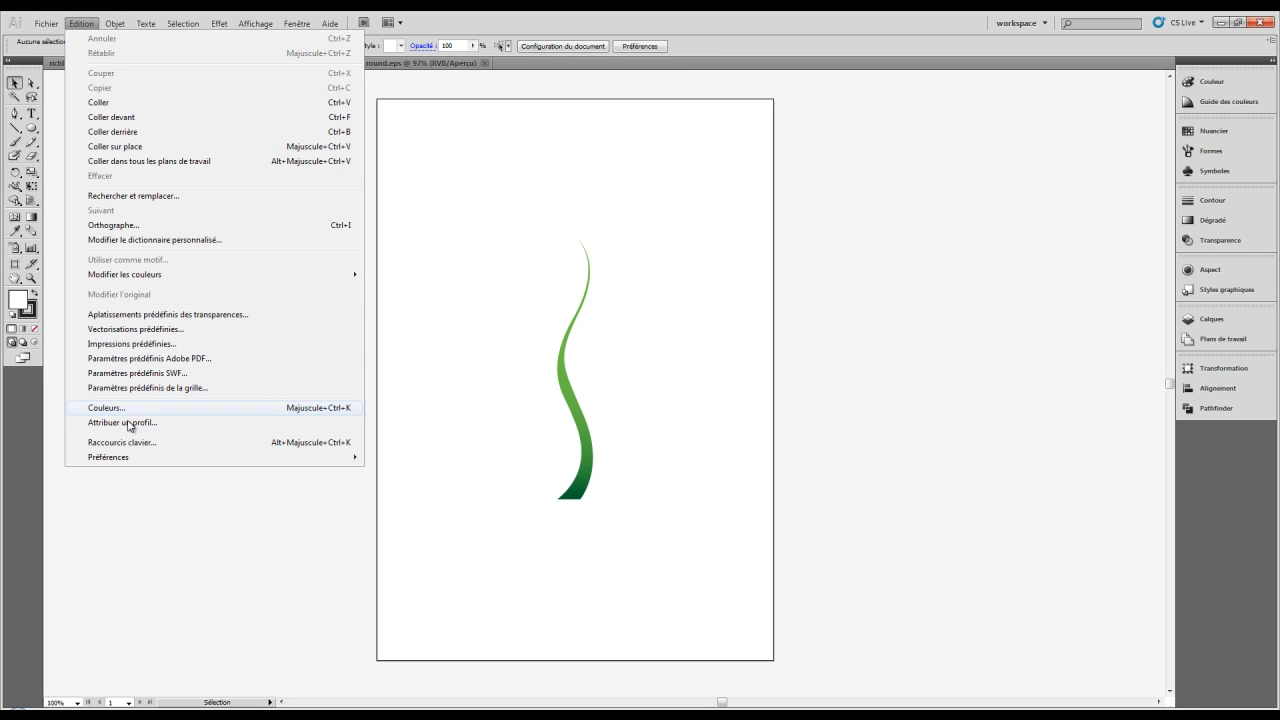 Ai Fichier Edition Objet Texte Sélection Effet Affichage Fenêtre Aide Br workspace CS Live
Aucune sélection
tyle : Opacité : 100 % Configuration du document Préférences
round.eps @ 97% (RVB/Aperçu)
Annuler Ctrl+Z
Rétablir Majuscule+Ctrl+Z
Couper Ctrl+X
Copier Ctrl+C
Coller Ctrl+V
Coller devant Ctrl+F
Coller derrière Ctrl+B
Coller sur place Majuscule+Ctrl+V
Coller dans tous les plans de travail Alt+Majuscule+Ctrl+V
Effacer
Rechercher et remplacer...
Suivant
Orthographe... Ctrl+I
Modifier le dictionnaire personnalisé...
Utiliser comme motif...
Modifier les couleurs
Modifier l'original
Aplatissements prédéfinis des transparences...
Vectorisations prédéfinies...
Impressions prédéfinies...
Paramètres prédéfinis Adobe PDF...
Paramètres prédéfinis SWF...
Paramètres prédéfinis de la grille...
Couleurs... Majuscule+Ctrl+K
Attribuer un profil...
Raccourcis clavier... Alt+Majuscule+Ctrl+K
Préférences
Couleur
Guide des couleurs
Nuancier
Formes
Symboles
Contour
Dégradé
Transparence
Aspect
Styles graphiques
Calques
Plans de travail
Transformation
Alignement
Pathfinder
100% 1 Sélection